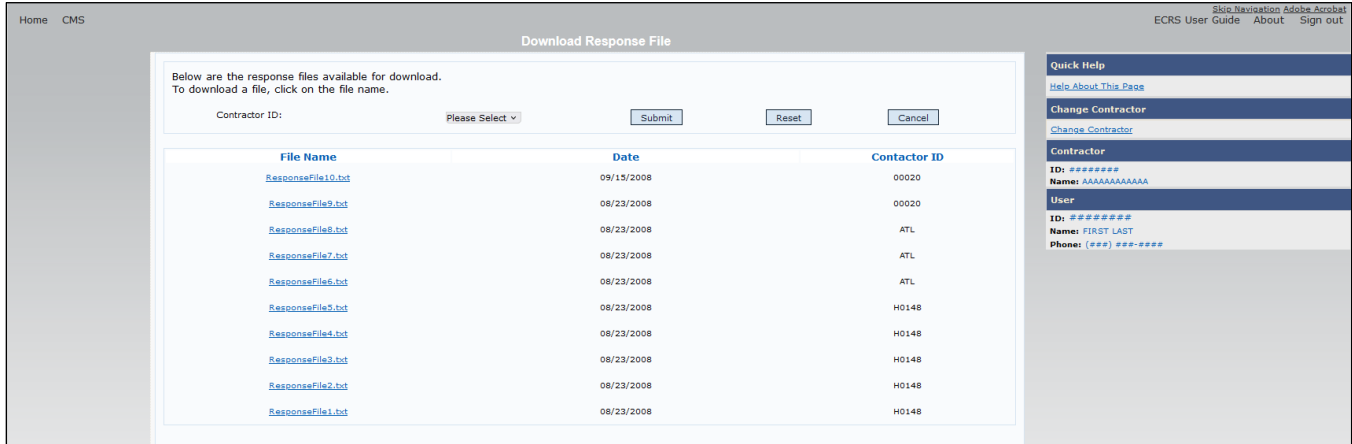 Skip Navigation Adobe Acrobat
Home CMS ECRS User Guide About Sign out
Download Response File
Below are the response files available for download.
To download a file, click on the file name.
Contractor ID: Please Select Submit Reset Cancel
File Name Date Contactor ID
ResponseFile10.txt 09/15/2008 00020
ResponseFile9.txt 08/23/2008 00020
ResponseFile8.txt 08/23/2008 ATL
ResponseFile7.txt 08/23/2008 ATL
ResponseFile6.txt 08/23/2008 ATL
ResponseFile5.txt 08/23/2008 H0148
ResponseFile4.txt 08/23/2008 H0148
ResponseFile3.txt 08/23/2008 H0148
ResponseFile2.txt 08/23/2008 H0148
ResponseFile1.txt 08/23/2008 H0148
Quick Help
Help About This Page
Change Contractor
Change Contractor
Contractor
ID: ########
Name: AAAAAAAAAAAA
User
ID: ########
Name: FIRST LAST
Phone: (###) ###-####